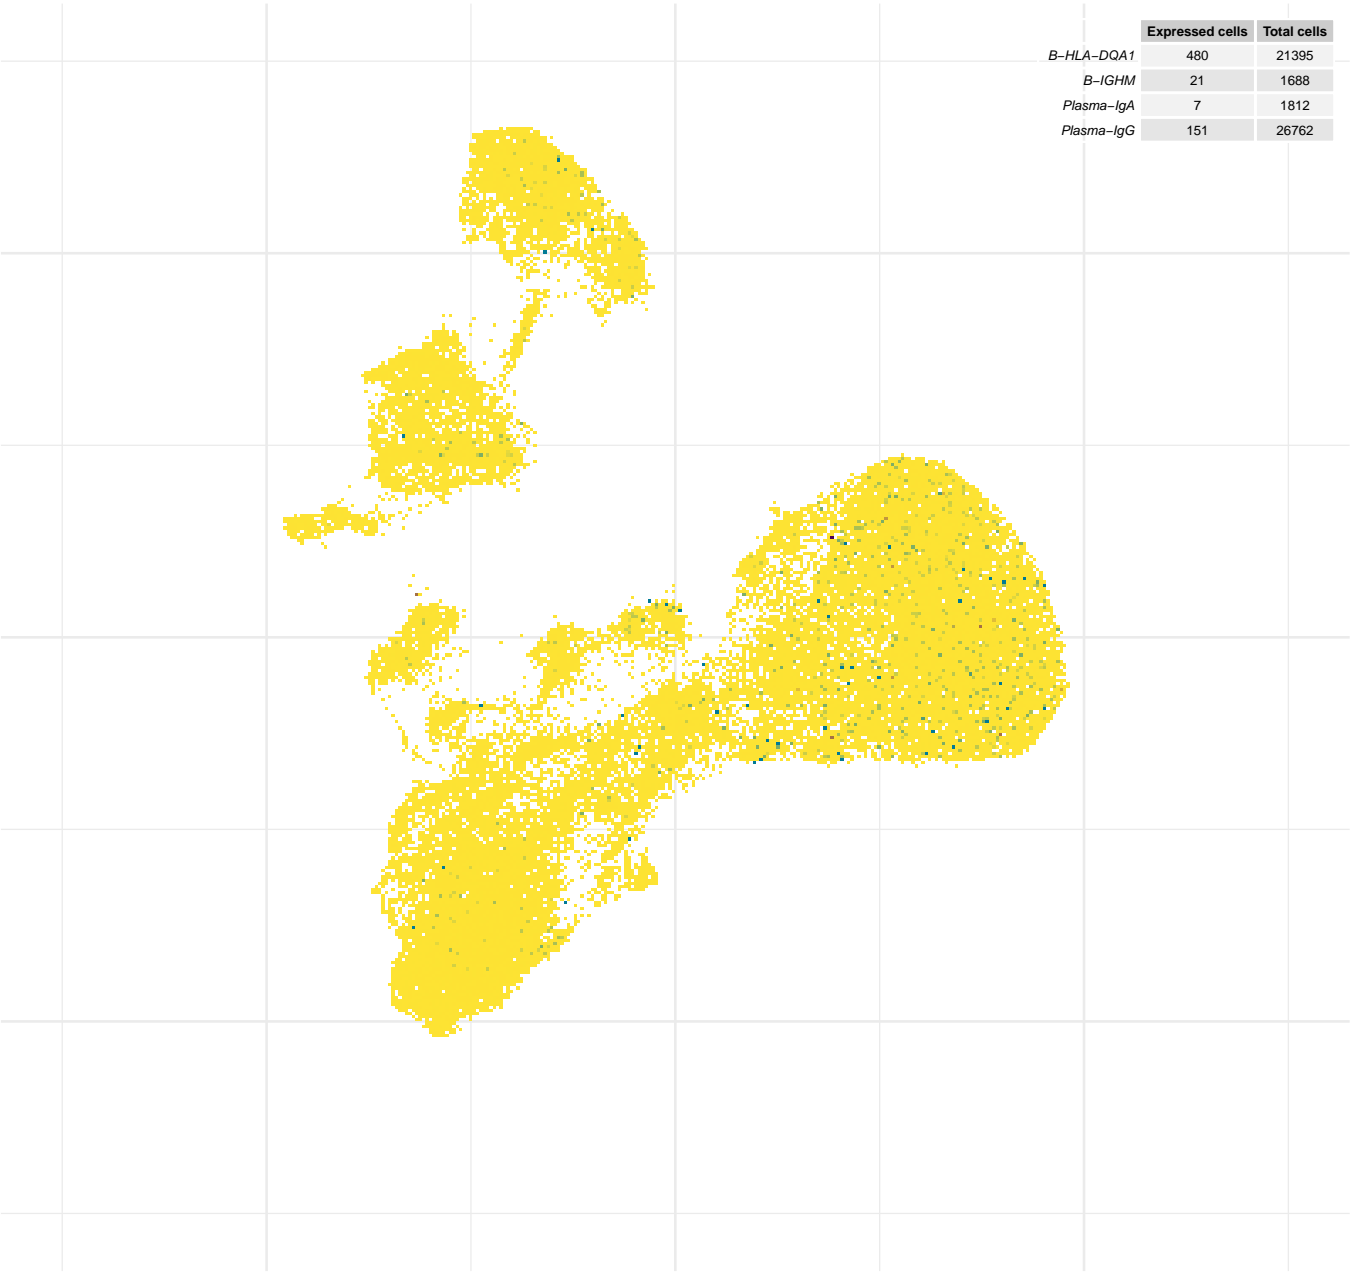 Expressed cells Total cells
B−HLA−DQA1 480 21395
B−IGHM 21 1688
Plasma−IgA 7 1812
Plasma−IgG 151 26762